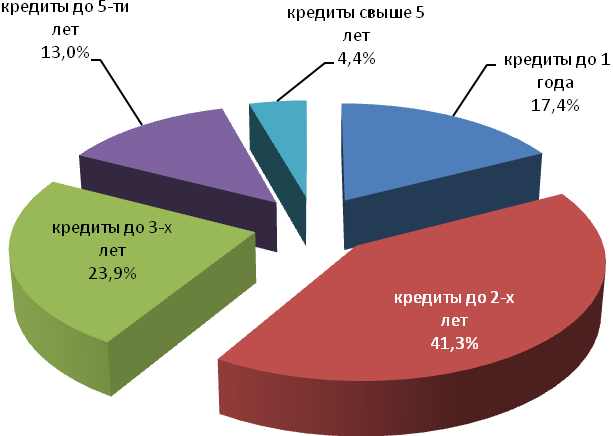 кредиты до 5-ти
лет
13,0%
кредиты свыше 5
лет
4,4%
кредиты до 1
года
17,4%
кредиты до 3-х
лет
23,9%
кредиты до 2-х
лет
41,3%